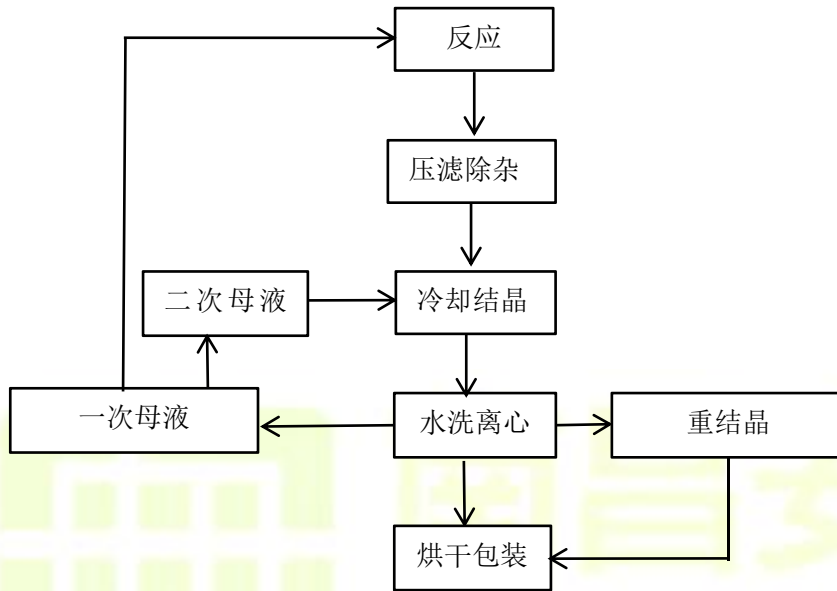 反应
压滤除杂
二次母液
冷却结晶
一次母液
水洗离心
重结晶
烘干包装